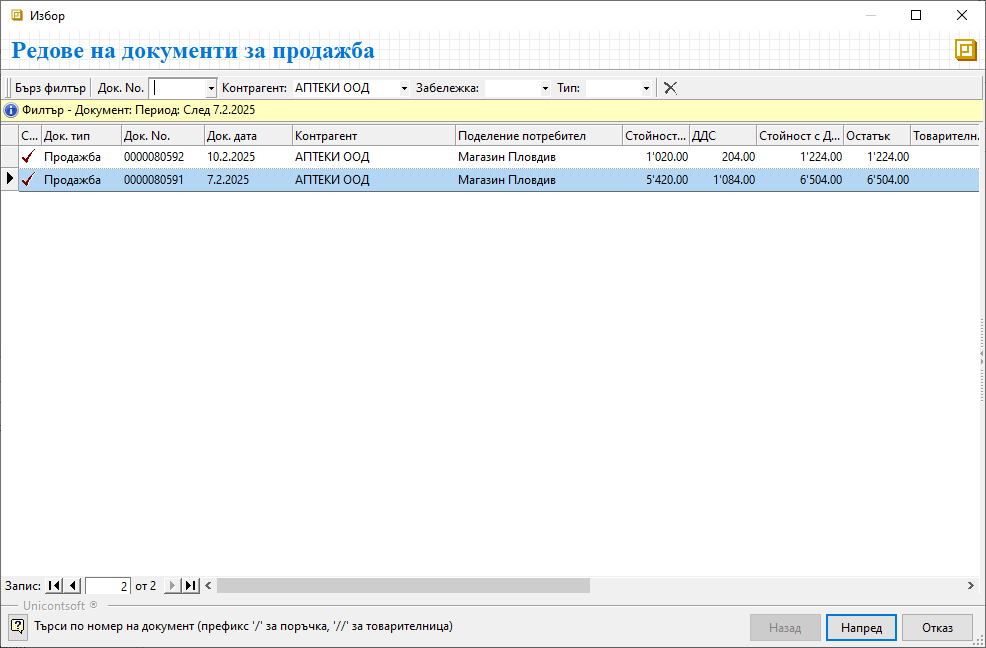 Избор
Редове на документи за продажба
Бърз филтър Док. No. Контрагент: АПТЕКИ ООД Забележка: Тип:
Филтър - Документ: Период: След 7.2.2025
С... Док. тип Док. No. Док. дата Контрагент Поделение потребител Стойност... ДДС Стойност с Д... Остатък Товарителн.
Продажба 0000080592 10.2.2025 АПТЕКИ ООД Магазин Пловдив 1'020.00 204.00 1'224.00 1'224.00
Продажба 0000080591 7.2.2025 АПТЕКИ ООД Магазин Пловдив 5'420.00 1'084.00 6'504.00 6'504.00
Запис: 2 от 2
Unicontsoft ®
Търси по номер на документ (префикс '/' за поръчка, '//' за товарителница)
Назад Напред Отказ